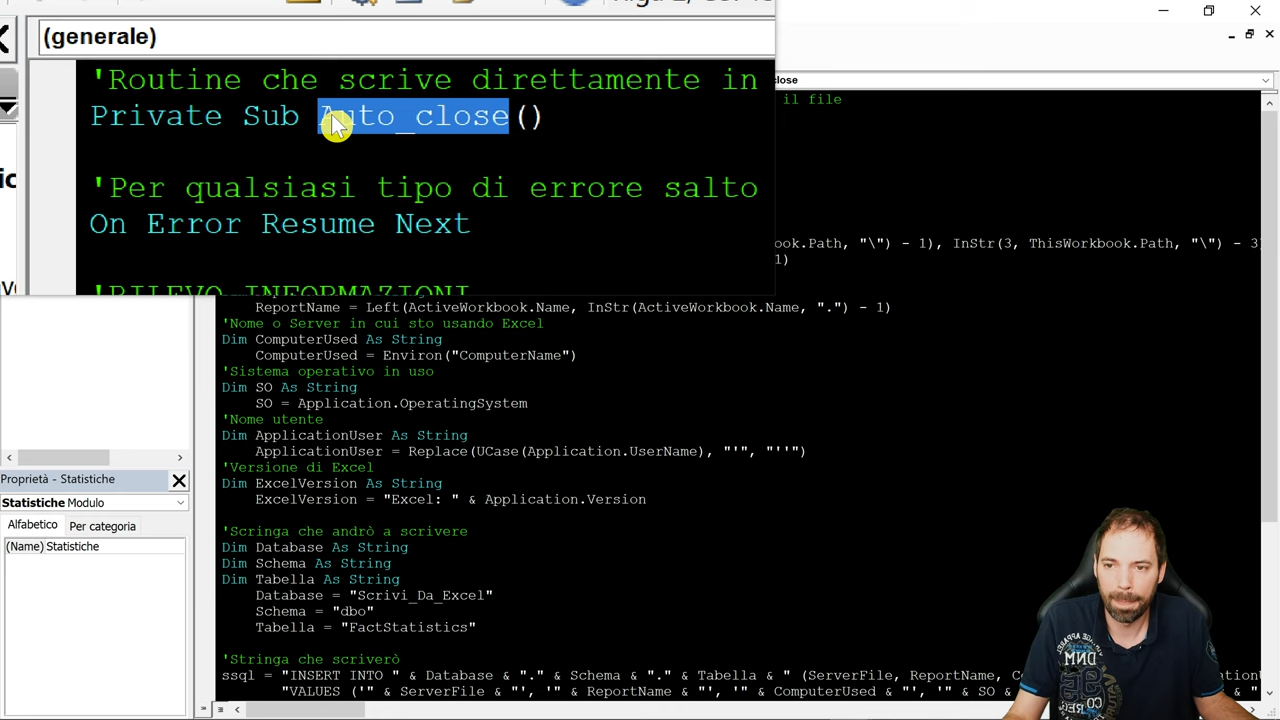 (generale)
'Routine che scrive direttamente in
Private Sub Auto_close()
'Per qualsiasi tipo di errore salto
On Error Resume Next
'RILEVO INFORMAZIONI
close
il file
ook.Path, "\") - 1), InStr(3, ThisWorkbook.Path, "\") - 3
1)
ReportName = Left(ActiveWorkbook.Name, InStr(ActiveWorkbook.Name, ".") - 1)
'Nome o Server in cui sto usando Excel
Dim ComputerUsed As String
ComputerUsed = Environ("ComputerName")
'Sistema operativo in uso
Dim SO As String
SO = Application.OperatingSystem
'Nome utente
Dim ApplicationUser As String
ApplicationUser = Replace(UCase(Application.UserName), "'", "''")
'Versione di Excel
Dim ExcelVersion As String
ExcelVersion = "Excel: " & Application.Version
'Scringa che andrò a scrivere
Dim Database As String
Dim Schema As String
Dim Tabella As String
Database = "Scrivi_Da_Excel"
Schema = "dbo"
Tabella = "FactStatistics"
'Stringa che scriverò
ssql = "INSERT INTO " & Database & "." & Schema & "." & Tabella & " (ServerFile, ReportName,
"VALUES ('" & ServerFile & "', '" & ReportName & "', '" & ComputerUsed & "', '" & SO &
Proprietà - Statistiche
Statistiche Modulo
Alfabetico Per categoria
(Name) Statistiche